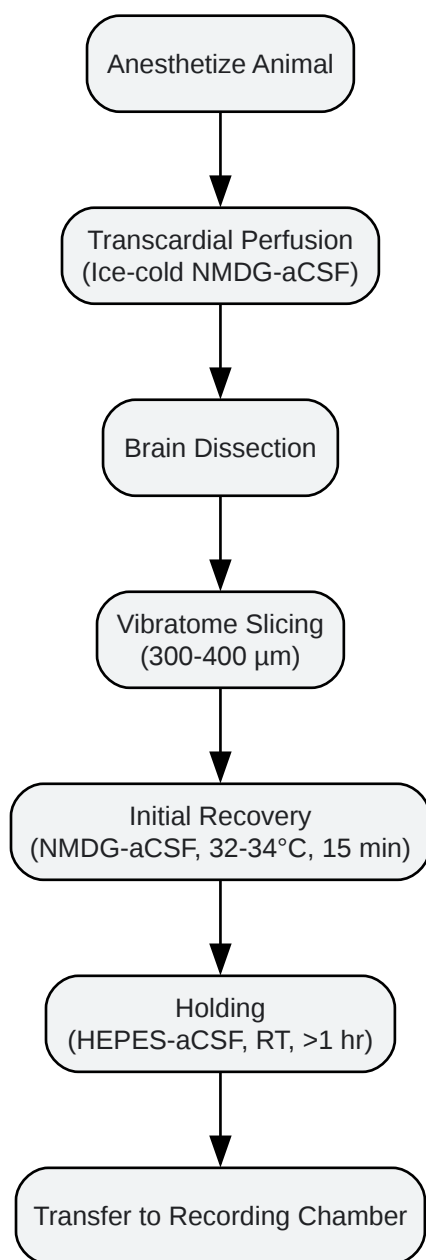 Anesthetize Animal
Transcardial Perfusion
(Ice-cold NMDG-aCSF)
Brain Dissection
Vibratome Slicing
(300-400 µm)
Initial Recovery
(NMDG-aCSF, 32-34°C, 15 min)
Holding
(HEPES-aCSF, RT, >1 hr)
Transfer to Recording Chamber